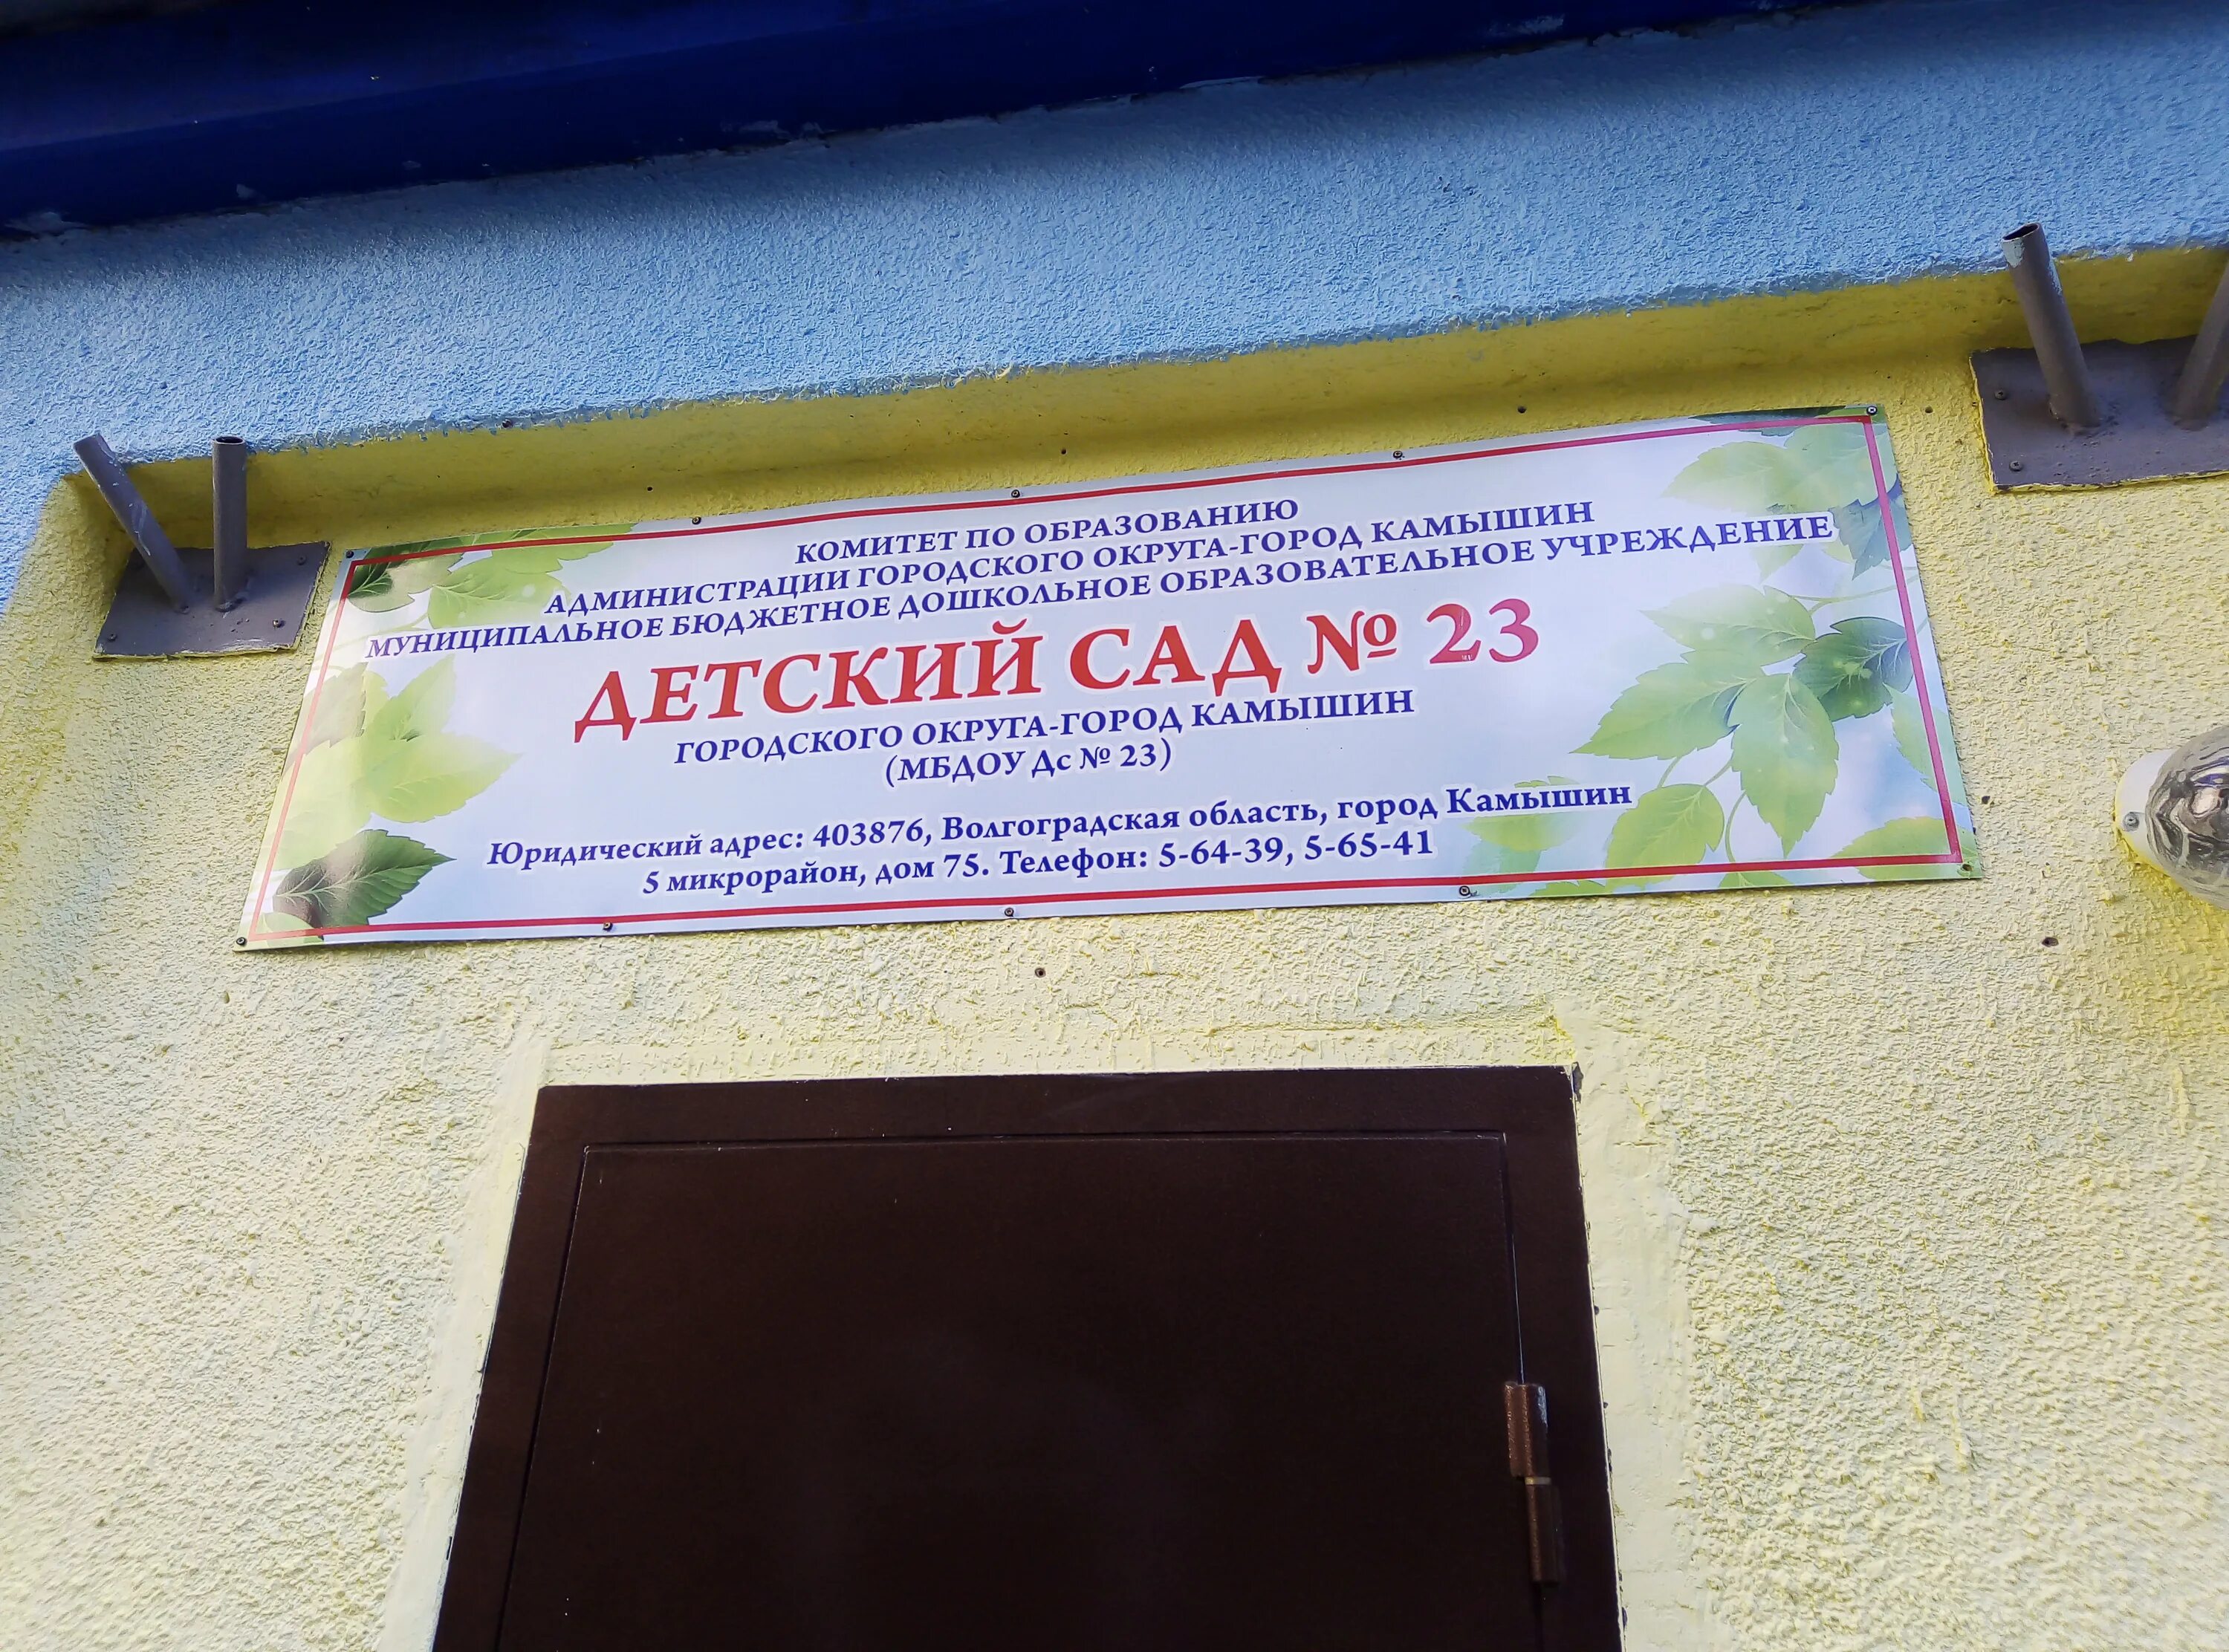 КОМИТЕТ ПО ОБРАЗОВАНИЮ
АДМИНИСТРАЦИИ ГОРОДСКОГО ОКРУГА-ГОРОД КАМЫШИН
МУНИЦИПАЛЬНОЕ БЮДЖЕТНОЕ ДОШКОЛЬНОЕ ОБРАЗОВАТЕЛЬНОЕ УЧРЕЖДЕНИЕ
ДЕТСКИЙ САД № 23
ГОРОДСКОГО ОКРУГА-ГОРОД КАМЫШИН
(МБДОУ Дс № 23)
Юридический адрес: 403876, Волгоградская область, город Камышин
5 микрорайон, дом 75. Телефон: 5-64-39, 5-65-41